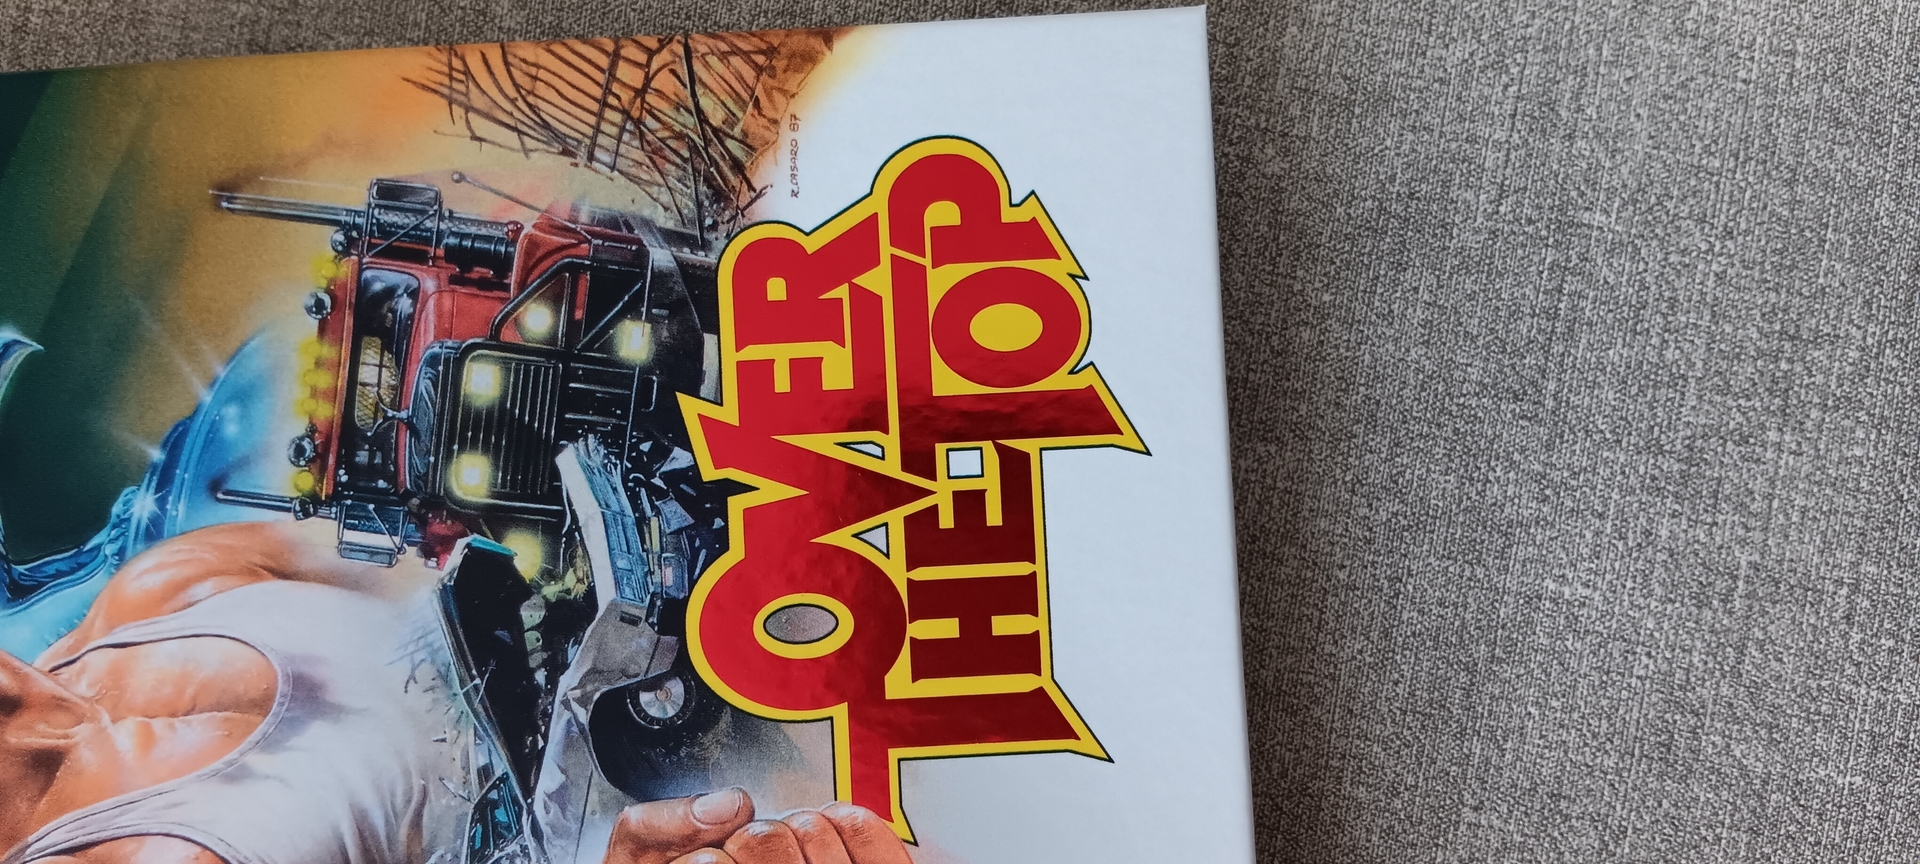 R. CASARO 87
OVER
THE TOP